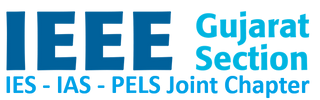 IEEE Gujarat
Section
IES - IAS - PELS Joint Chapter